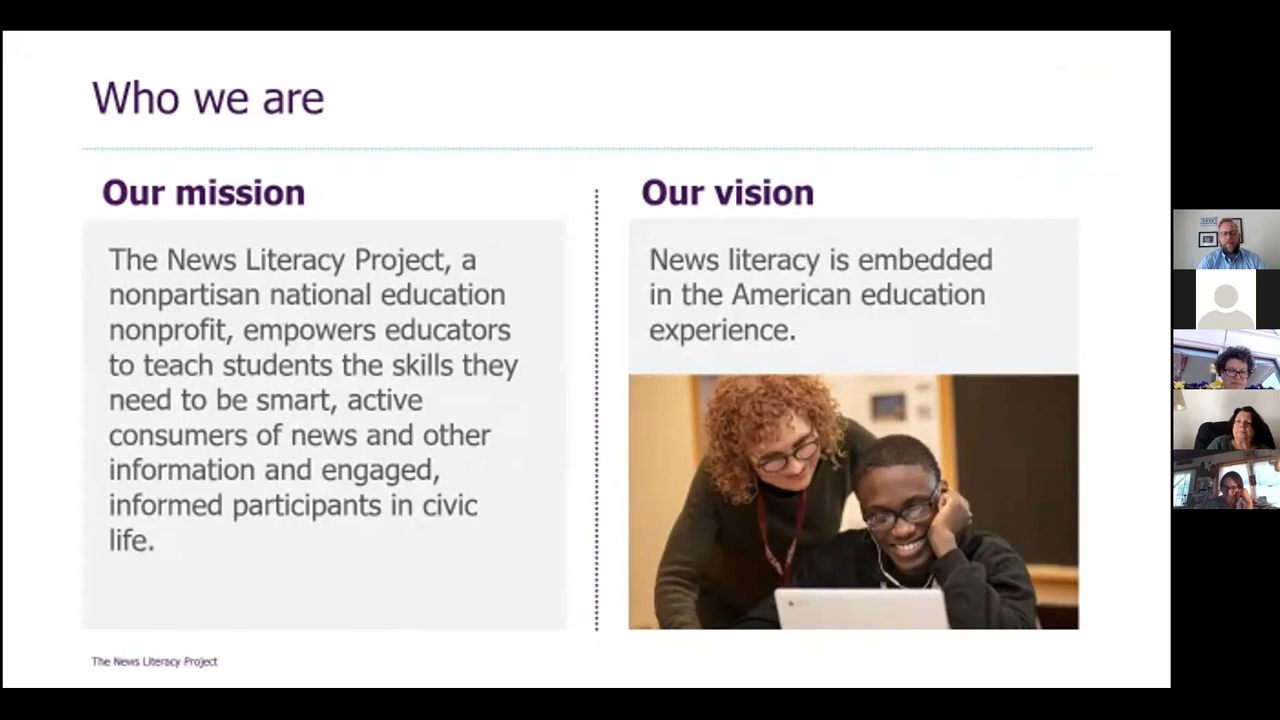 Who we are
Our mission
The News Literacy Project, a
nonpartisan national education
nonprofit, empowers educators
to teach students the skills they
need to be smart, active
consumers of news and other
information and engaged,
informed participants in civic
life.
Our vision
News literacy is embedded
in the American education
experience.
The News Literacy Project